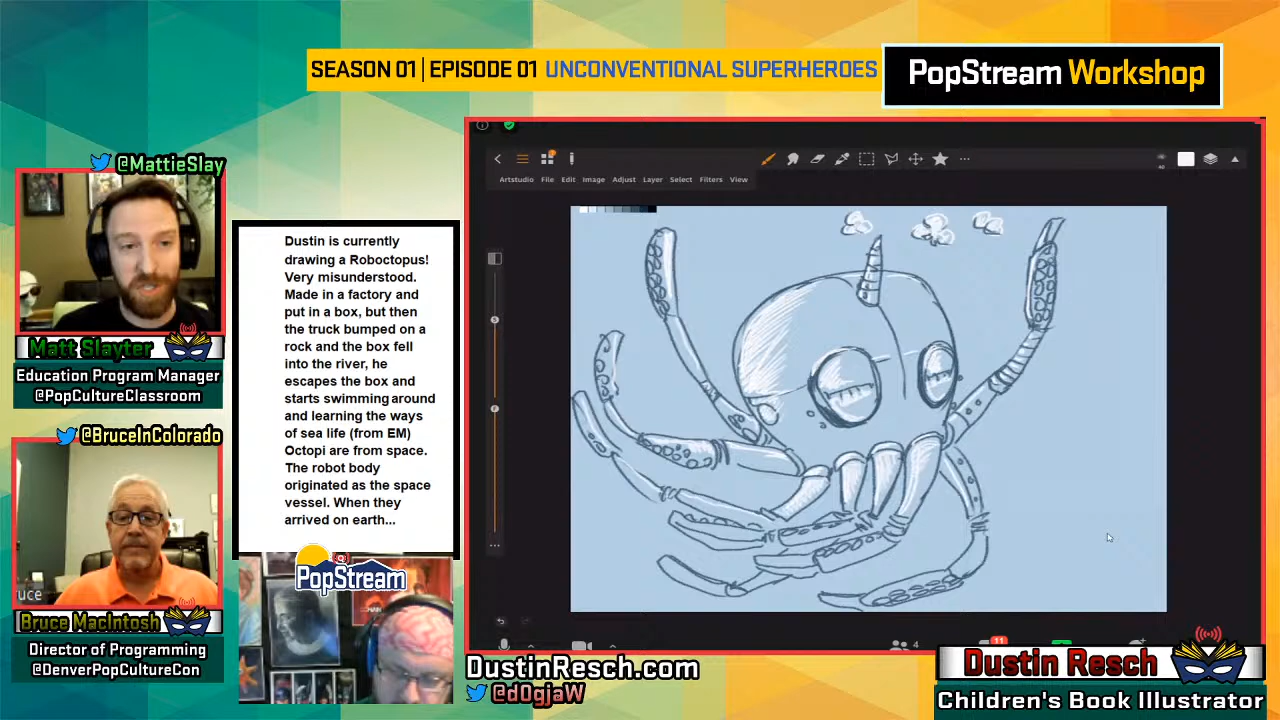 SEASON 01 | EPISODE 01 UNCONVENTIONAL SUPERHEROES
PopStream Workshop
@MattieSlay
Matt Slayter
Education Program Manager
@PopCultureClassroom
@BruceInColorado
ruce
Bruce MacIntosh
Director of Programming
@DenverPopCultureCon
Dustin is currently
drawing a Roboctopus!
Very misunderstood.
Made in a factory and
put in a box, but then
the truck bumped on a
rock and the box fell
into the river, he
escapes the box and
starts swimming around
and learning the ways
of sea life (from EM)
Octopi are from space.
The robot body
originated as the space
vessel. When they
arrived on earth...
PopStream
Artstudio File Edit Image Adjust Layer Select Filters View
S
F
4
11
DustinResch.com
@d0gjaW
Dustin Resch
Children's Book Illustrator